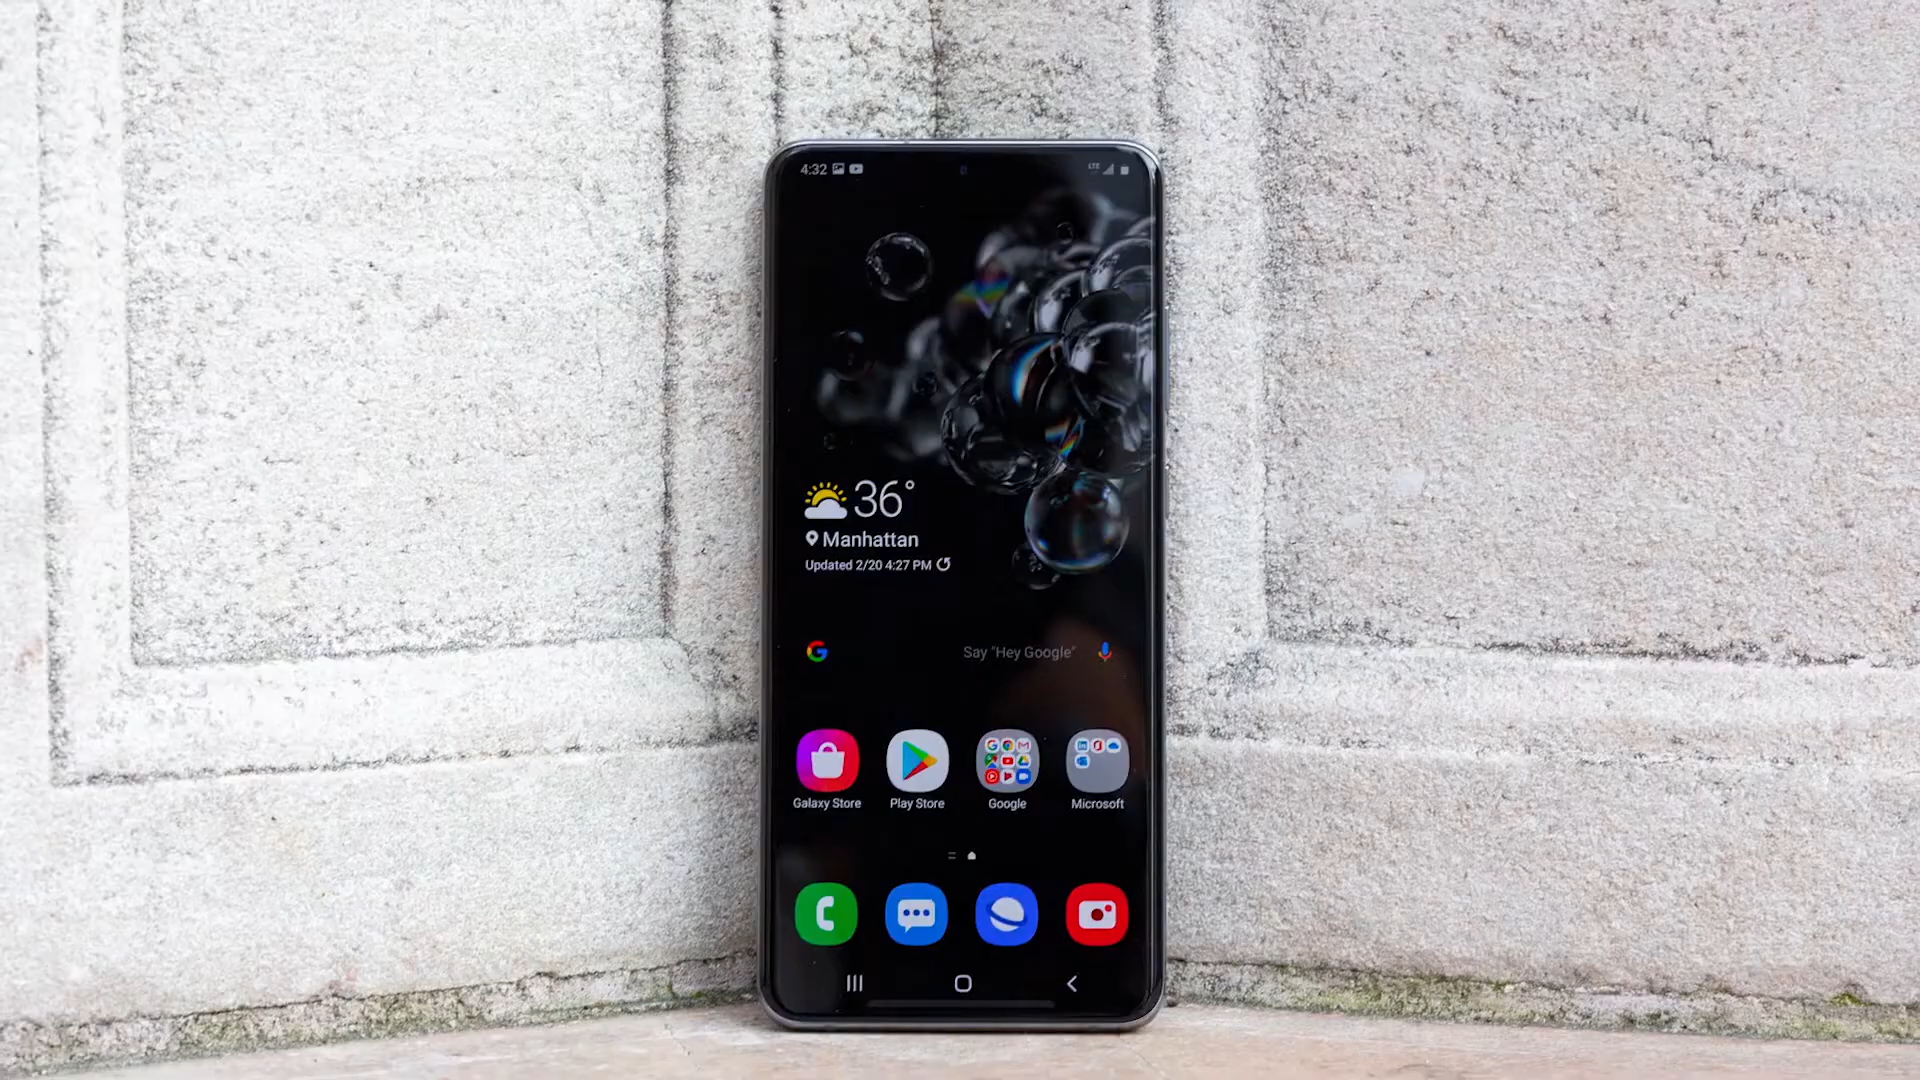 4:32
LTE
36°
Manhattan
Updated 2/20 4:27 PM
Say "Hey Google"
Galaxy Store
Play Store
Google
Microsoft